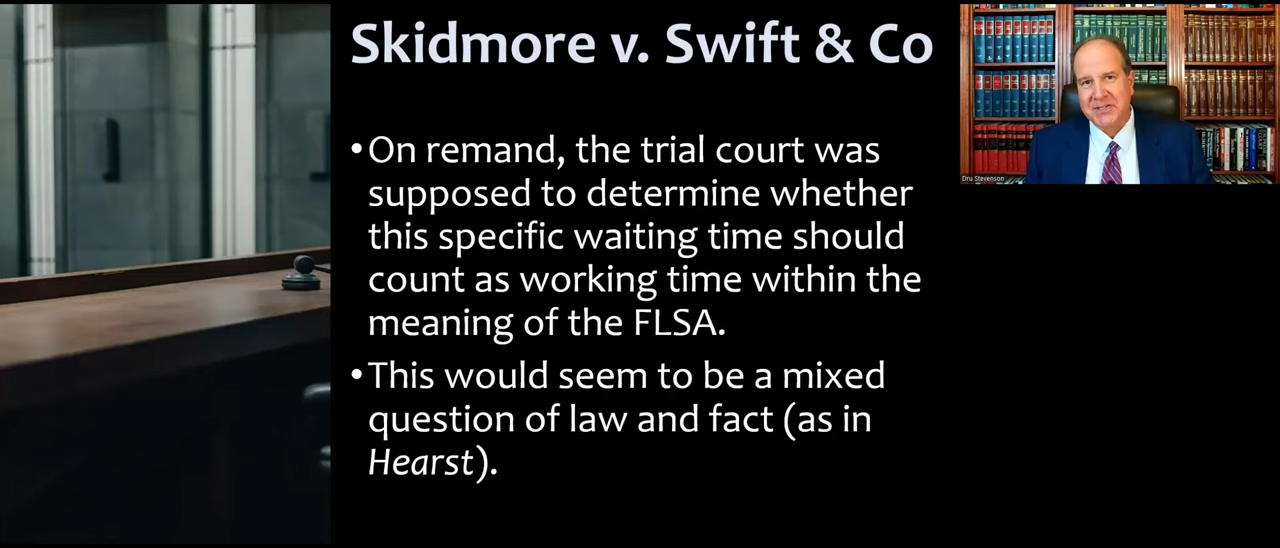 Skidmore v. Swift & Co
•On remand, the trial court was
supposed to determine whether
this specific waiting time should
count as working time within the
meaning of the FLSA.
•This would seem to be a mixed
question of law and fact (as in
Hearst).
Dru Stevenson